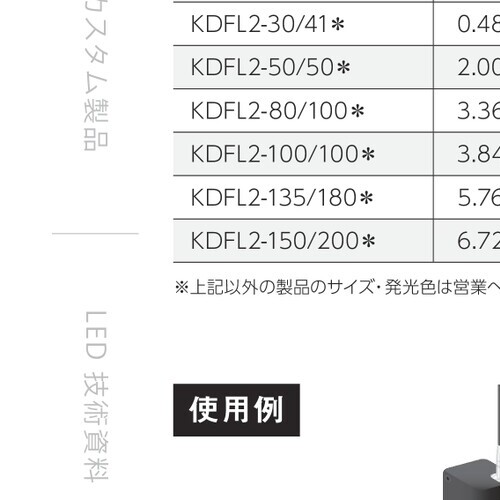 カスタム製品
LED 技術資料
KDFL2-30/41＊ 0.48
KDFL2-50/50＊ 2.00
KDFL2-80/100＊ 3.36
KDFL2-100/100＊ 3.84
KDFL2-135/180＊ 5.76
KDFL2-150/200＊ 6.72
※上記以外の製品のサイズ・発光色は営業へ
使用例